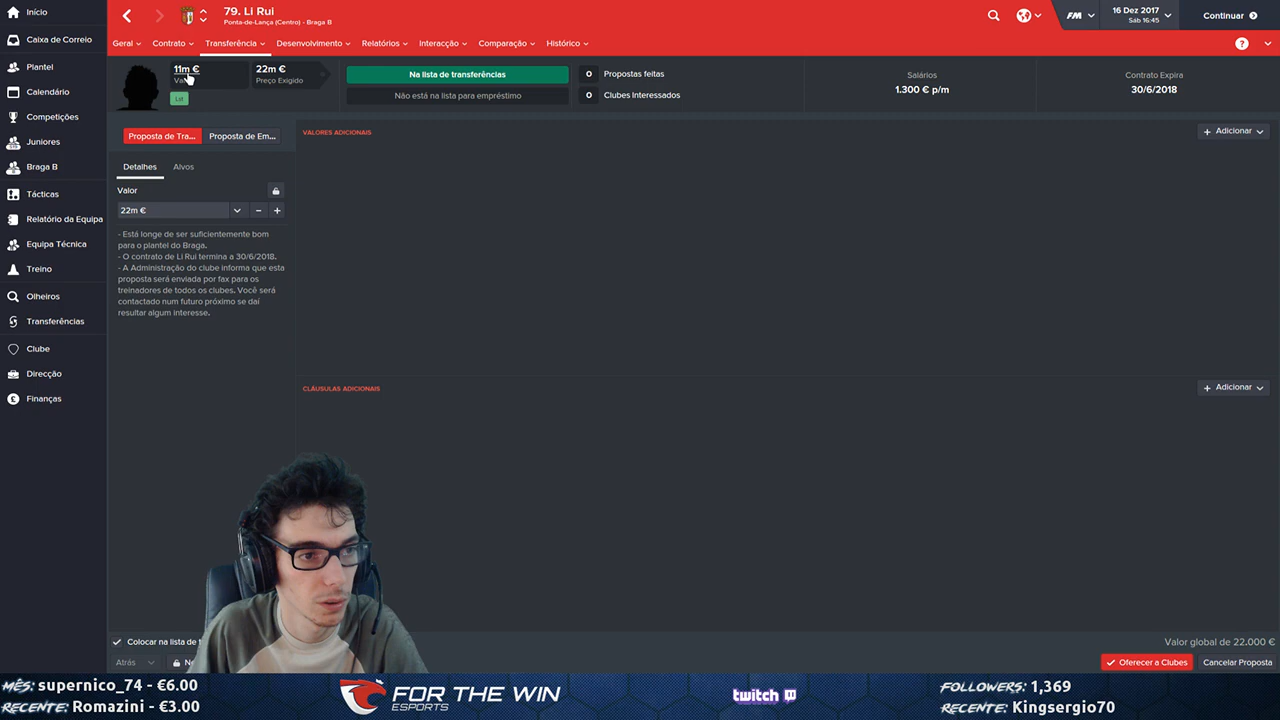 Início
Caixa de Correio
Plantel
Calendário
Competições
Juniores
Braga B
Tácticas
Relatório da Equipa
Equipa Técnica
Treino
Olheiros
Transferências
Clube
Direcção
Finanças
79. Li Rui
Ponta-de-Lança (Centro) - Braga B
FM
16 Dez 2017
Sáb 16:45
Continuar
Geral
Contrato
Transferência
Desenvolvimento
Relatórios
Interacção
Comparação
Histórico
?
11m €
22m €
Preço Exigido
Lst
Na lista de transferências
Não está na lista para empréstimo
0 Propostas feitas
0 Clubes Interessados
Salários
1.300 € p/m
Contrato Expira
30/6/2018
Proposta de Tra...
Proposta de Em...
Detalhes
Alvos
Valor
22m €
- Está longe de ser suficientemente bom
para o plantel do Braga.
- O contrato de Li Rui termina a 30/6/2018.
- A Administração do clube informa que esta
proposta será enviada por fax para os
treinadores de todos os clubes. Você será
contactado num futuro próximo se daí
resultar algum interesse.
VALORES ADICIONAIS
+ Adicionar
CLÁUSULAS ADICIONAIS
+ Adicionar
Colocar na lista de t
Valor global de 22.000 €
Atrás
Oferecer a Clubes
Cancelar Proposta
MÊS: supernico_74 - €6.00
RECENTE: Romazini - €3.00
FOR THE WIN
ESPORTS
twitch
FOLLOWERS: 1,369
RECENTE: Kingsergio70